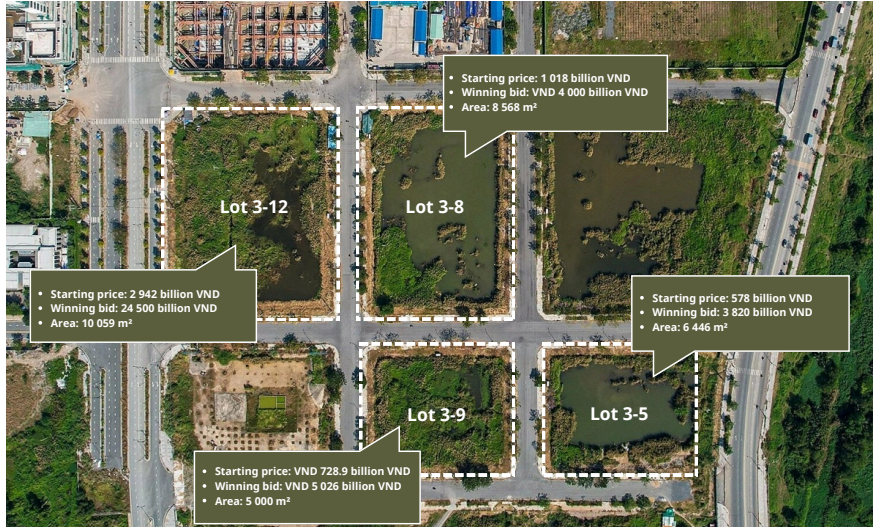 • Starting price: 1 018 billion VND
• Winning bid: VND 4 000 billion VND
• Area: 8 568 m²
Lot 3-12
Lot 3-8
• Starting price: 2 942 billion VND
• Winning bid: 24 500 billion VND
• Area: 10 059 m²
• Starting price: 578 billion VND
• Winning bid: 3 820 billion VND
• Area: 6 446 m²
Lot 3-9
Lot 3-5
• Starting price: VND 728.9 billion VND
• Winning bid: VND 5 026 billion VND
• Area: 5 000 m²